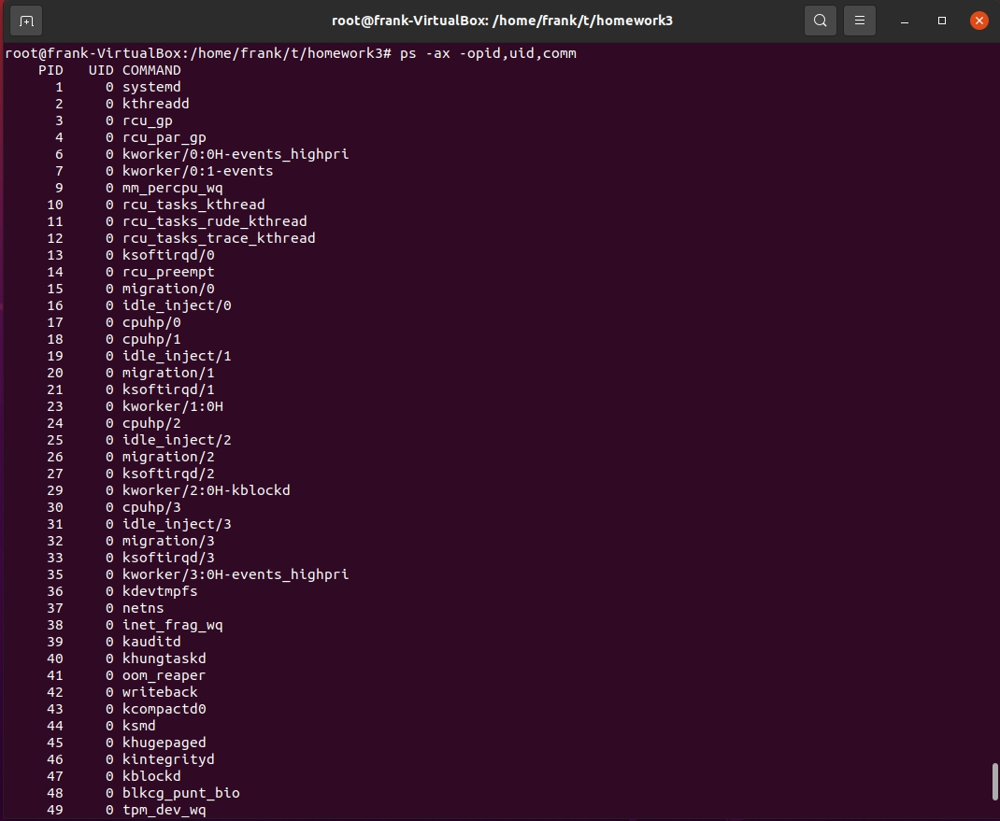 root@frank-VirtualBox: /home/frank/t/homework3
root@frank-VirtualBox:/home/frank/t/homework3# ps -ax -opid,uid,comm
    PID   UID COMMAND
      1     0 systemd
      2     0 kthreadd
      3     0 rcu_gp
      4     0 rcu_par_gp
      6     0 kworker/0:0H-events_highpri
      7     0 kworker/0:1-events
      9     0 mm_percpu_wq
     10     0 rcu_tasks_kthread
     11     0 rcu_tasks_rude_kthread
     12     0 rcu_tasks_trace_kthread
     13     0 ksoftirqd/0
     14     0 rcu_preempt
     15     0 migration/0
     16     0 idle_inject/0
     17     0 cpuhp/0
     18     0 cpuhp/1
     19     0 idle_inject/1
     20     0 migration/1
     21     0 ksoftirqd/1
     23     0 kworker/1:0H
     24     0 cpuhp/2
     25     0 idle_inject/2
     26     0 migration/2
     27     0 ksoftirqd/2
     29     0 kworker/2:0H-kblockd
     30     0 cpuhp/3
     31     0 idle_inject/3
     32     0 migration/3
     33     0 ksoftirqd/3
     35     0 kworker/3:0H-events_highpri
     36     0 kdevtmpfs
     37     0 netns
     38     0 inet_frag_wq
     39     0 kauditd
     40     0 khungtaskd
     41     0 oom_reaper
     42     0 writeback
     43     0 kcompactd0
     44     0 ksmd
     45     0 khugepaged
     46     0 kintegrityd
     47     0 kblockd
     48     0 blkcg_punt_bio
     49     0 tpm_dev_wq